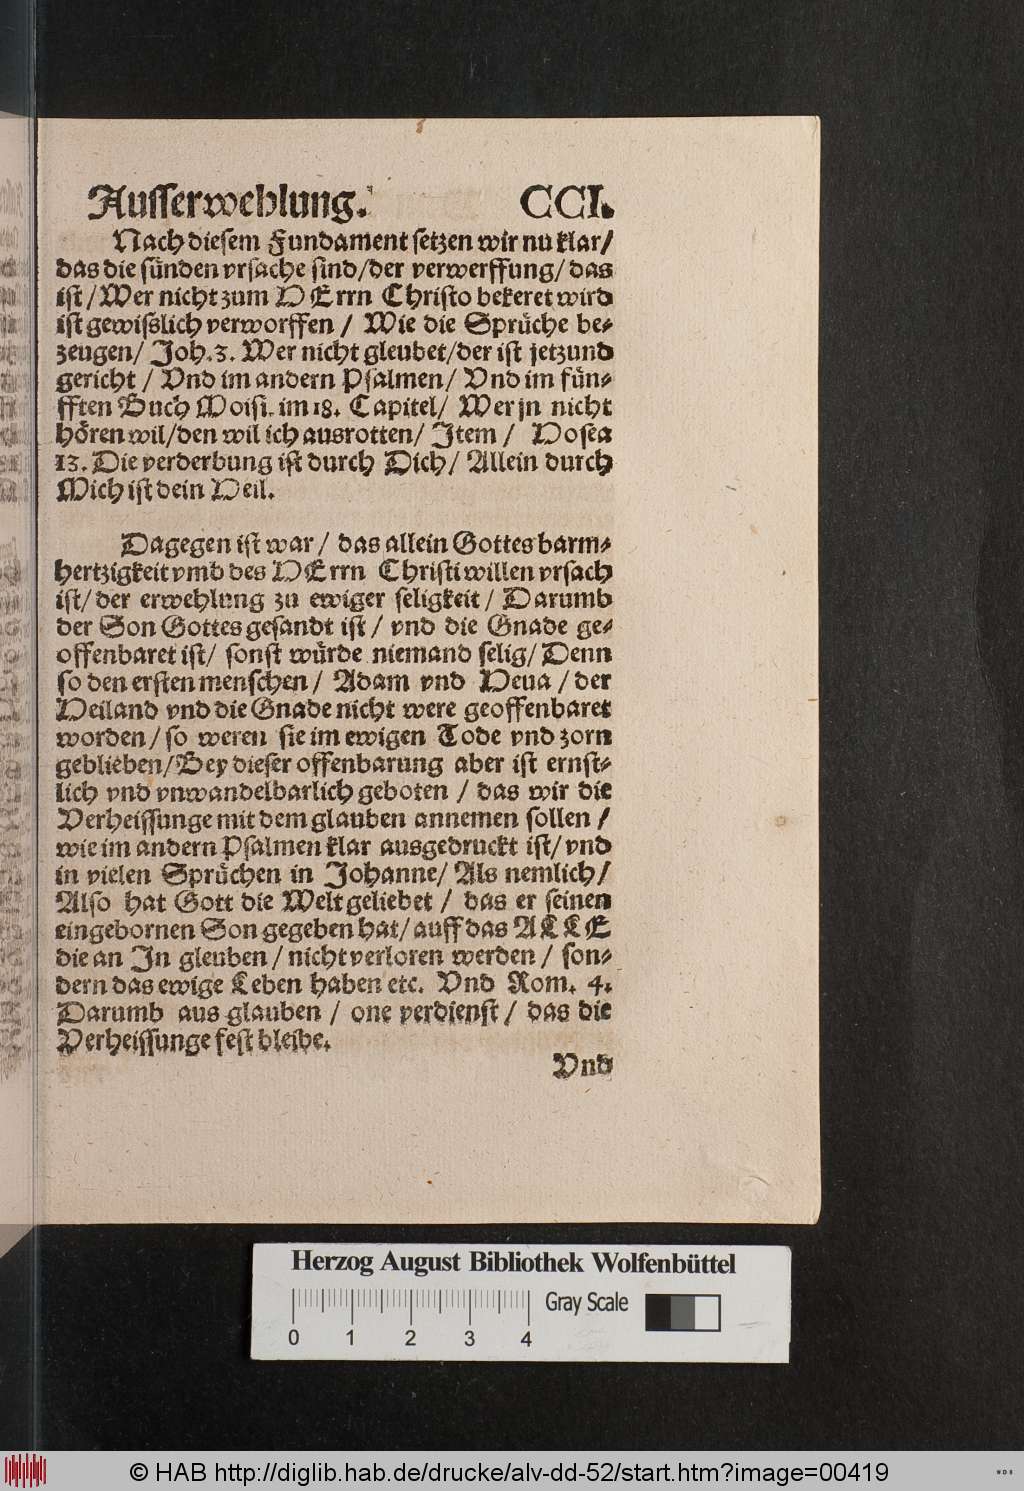 Ausserwehlung. CCI.
Nach diesem Fundament setzen wir nu klar/
das die sünden vrsache sind/der verwerffung/das
ist/Wer nicht zum HErrn Christo bekeret wird
ist gewisslich verworffen / Wie die Sprüche be-
zeugen/ Joh.3. Wer nicht gleubet/der ist jetzund
gericht / Vnd im andern Psalmen/ Vnd im fün-
fften Buch Moisi. im 18. Capitel/ Wer jn nicht
hören wil/den wil ich ausrotten/ Item / Hosea
13. Die verderbung ist durch Dich/ Allein durch
Mich ist dein Heil.
Dagegen ist war/ das allein Gottes barm-
hertzigkeit vmb des HErrn Christi willen vrsach
ist/ der erwehlung zu ewiger seligkeit/ Darumb
der Son Gottes gesandt ist / vnd die Gnade ge-
offenbaret ist/ sonst würde niemand selig/ Denn
so den ersten menschen/ Adam vnd Heua / der
Heiland vnd die Gnade nicht were geoffenbaret
worden/ so weren sie im ewigen Tode vnd zorn
geblieben/Bey dieser offenbarung aber ist ernst-
lich vnd vnwandelbarlich geboten / das wir die
Verheissunge mit dem glauben annemen sollen /
wie im andern Psalmen klar ausgedruckt ist/ vnd
in vielen Sprüchen in Johanne/ Als nemlich/
Also hat Gott die Welt geliebet / das er seinen
eingebornen Son gegeben hat/ auff das ALLE
die an In gleuben / nicht verloren werden / son-
dern das ewige Leben haben etc. Vnd Rom. 4.
Darumb aus glauben / one verdienst / das die
Verheissunge fest bleibe.
Vnd
Herzog August Bibliothek Wolfenbüttel
Gray Scale
0 1 2 3 4
© HAB http://diglib.hab.de/drucke/alv-dd-52/start.htm?image=00419